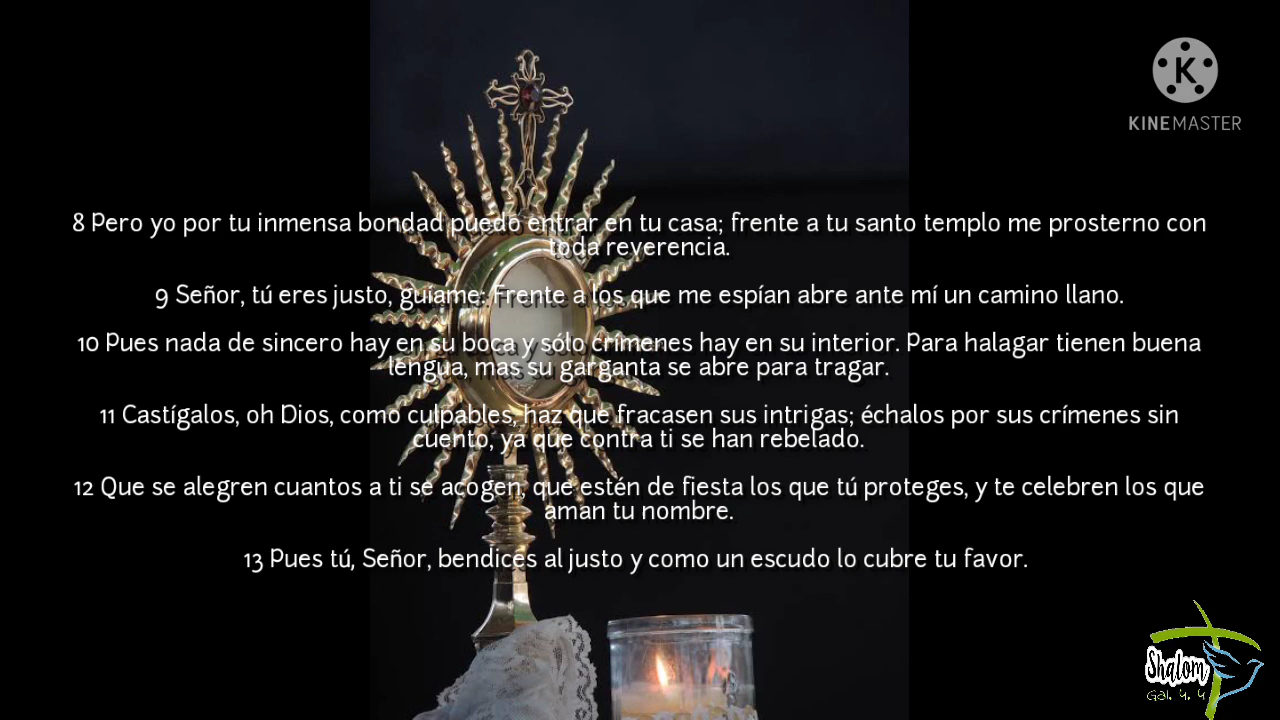 K
KINEMASTER
8 Pero yo por tu inmensa bondad puedo entrar en tu casa; frente a tu santo templo me prosterno con
toda reverencia.
9 Señor, tú eres justo, guíame: Frente a los que me espían abre ante mí un camino llano.
10 Pues nada de sincero hay en su boca y sólo crímenes hay en su interior. Para halagar tienen buena
lengua, mas su garganta se abre para tragar.
11 Castígalos, oh Dios, como culpables, haz que fracasen sus intrigas; échalos por sus crímenes sin
cuento, ya que contra ti se han rebelado.
12 Que se alegren cuantos a ti se acogen, que estén de fiesta los que tú proteges, y te celebren los que
aman tu nombre.
13 Pues tú, Señor, bendices al justo y como un escudo lo cubre tu favor.
Shalom
Gal. 4, 4